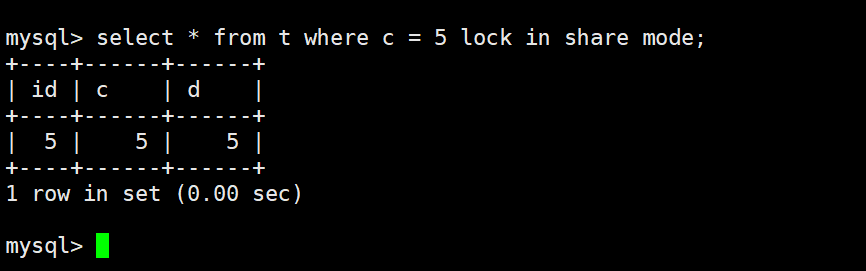 mysql> select * from t where c = 5 lock in share mode;
+----+------+------+
| id | c    | d    |
+----+------+------+
|  5 |    5 |    5 |
+----+------+------+
1 row in set (0.00 sec)
mysql>